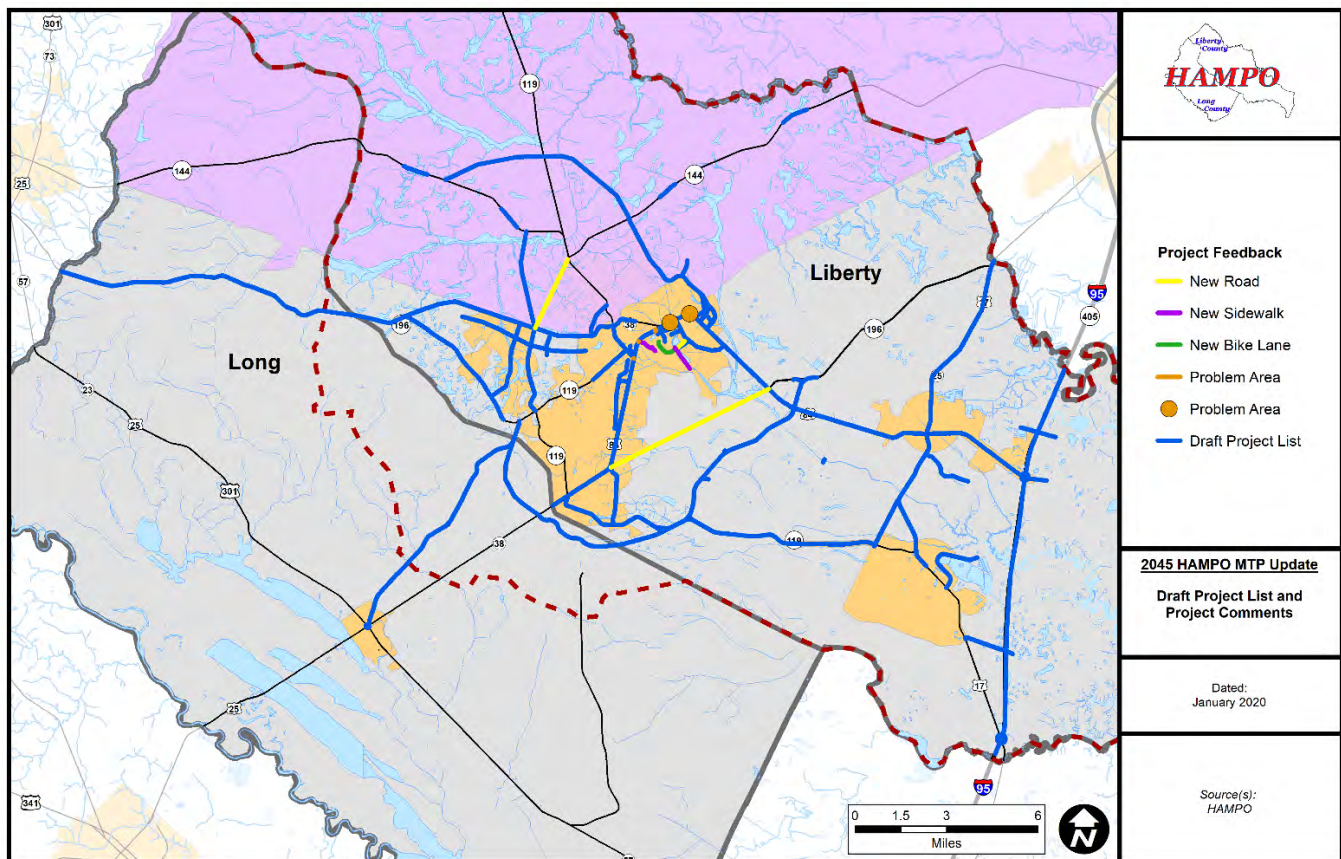 301
73
119
144
144
25
57
196
Long
Liberty
38
196
95
405
17
25
84
119
119
84
23
25
301
38
119
25
17
95
341
0 1.5 3 6
Miles
N
Liberty
County
HAMPO
Long
County
Project Feedback
New Road
New Sidewalk
New Bike Lane
Problem Area
Problem Area
Draft Project List
2045 HAMPO MTP Update
Draft Project List and
Project Comments
Dated:
January 2020
Source(s):
HAMPO